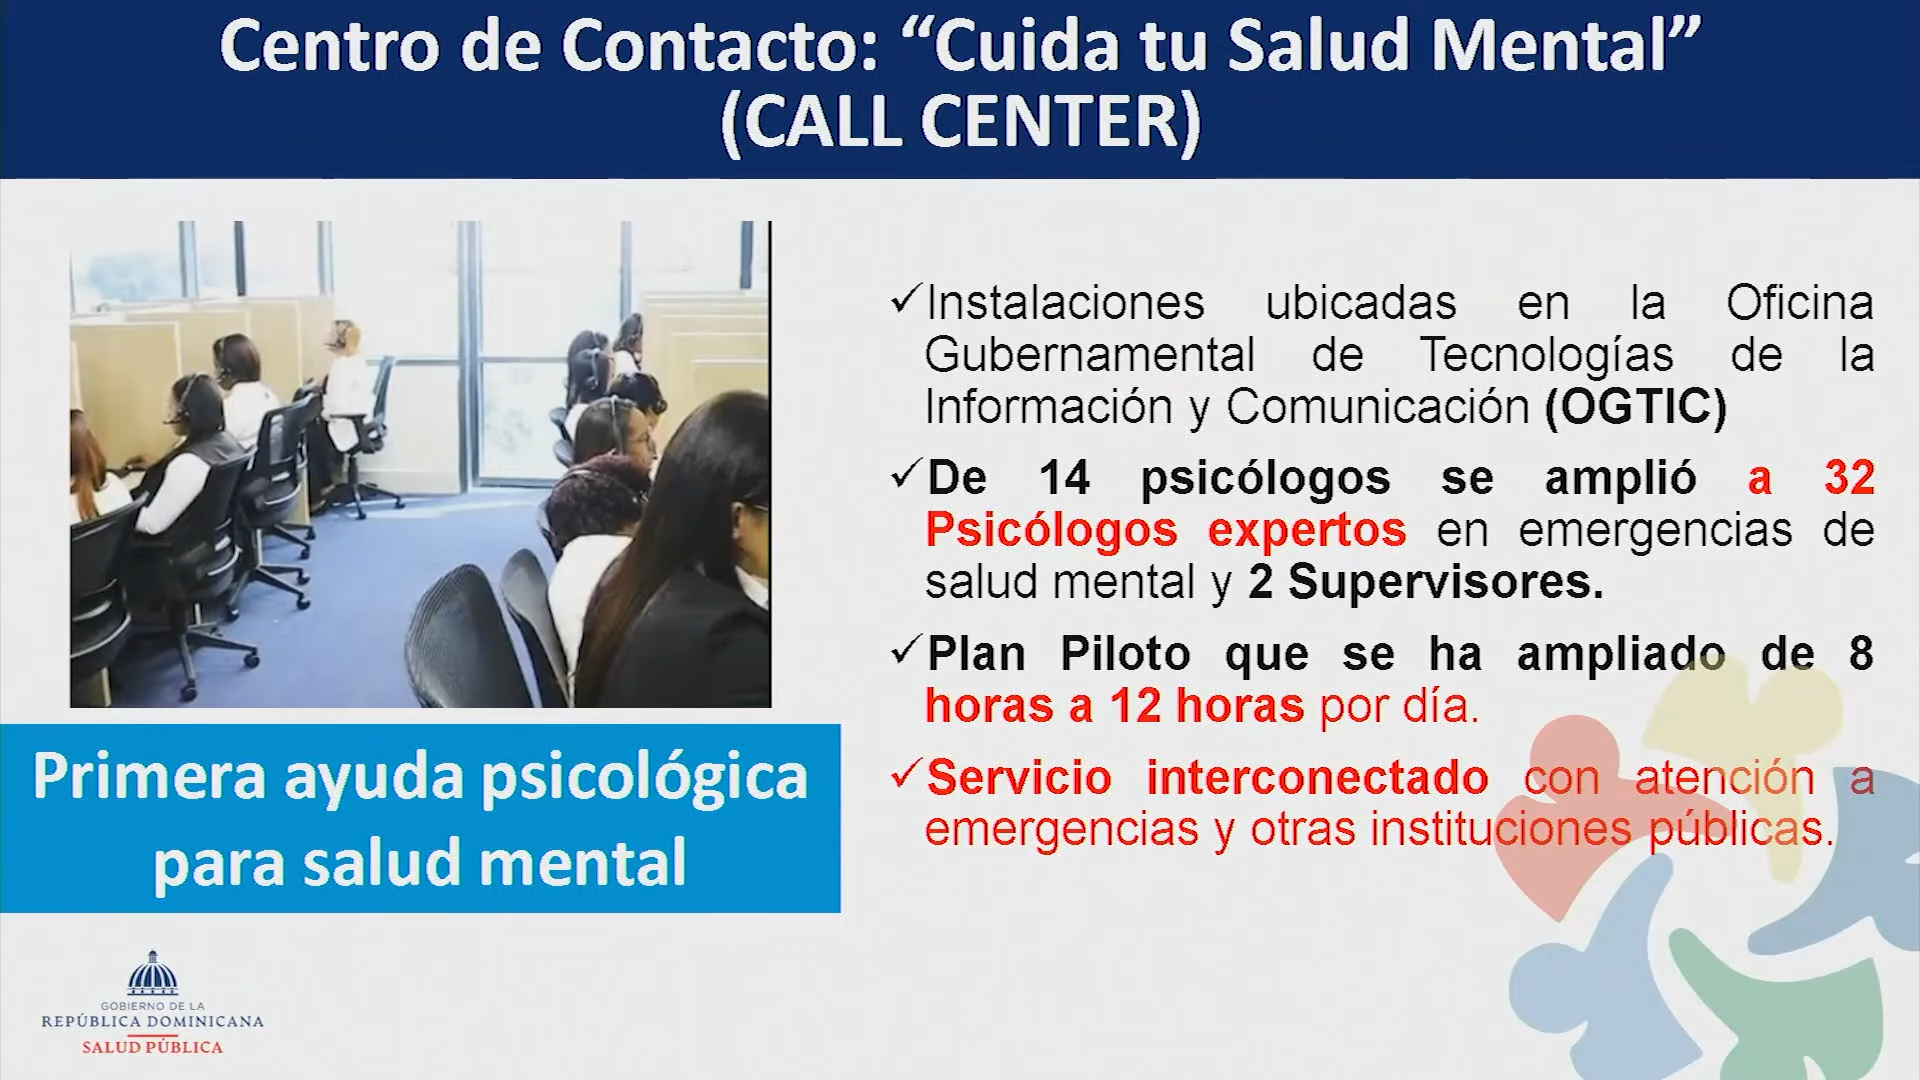 Centro de Contacto: “Cuida tu Salud Mental”
(CALL CENTER)
✓Instalaciones ubicadas en la Oficina
Gubernamental de Tecnologías de la
Información y Comunicación (OGTIC)
✓De 14 psicólogos se amplió a 32
Psicólogos expertos en emergencias de
salud mental y 2 Supervisores.
✓Plan Piloto que se ha ampliado de 8
horas a 12 horas por día.
✓Servicio interconectado con atención a
emergencias y otras instituciones públicas.
Primera ayuda psicológica
para salud mental
GOBIERNO DE LA
REPÚBLICA DOMINICANA
SALUD PÚBLICA